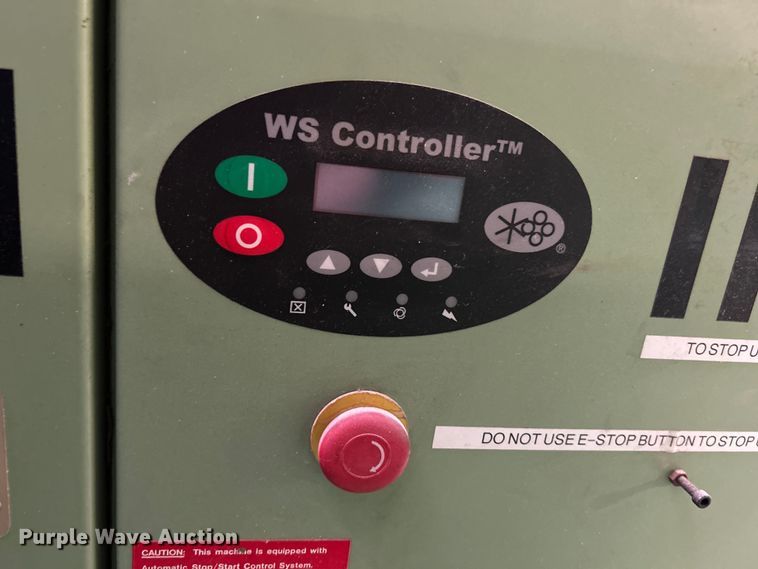 WS Controller™
®
TO STOP U
DO NOT USE E-STOP BUTTON TO STOP
CAUTION: This machine is equipped with
Automatic Stop/Start Control System.
Purple Wave Auction